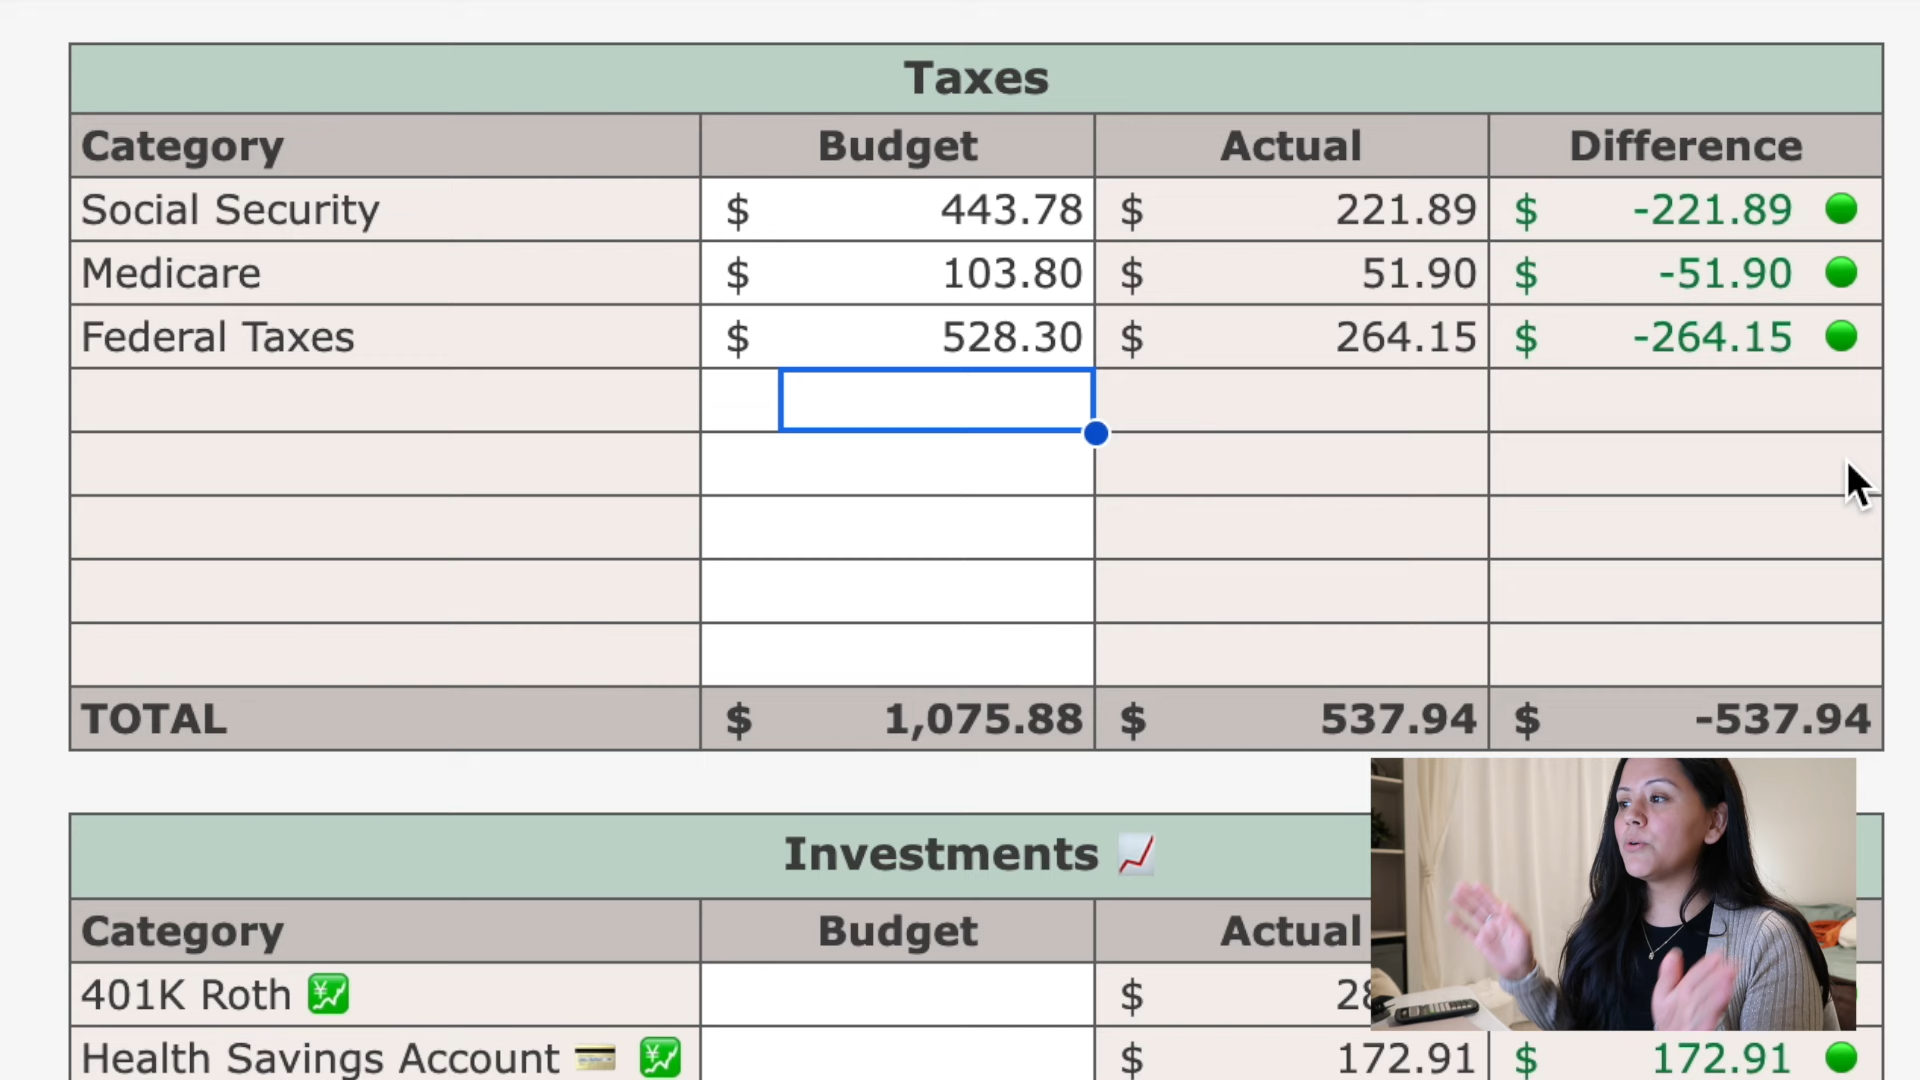 Taxes
Category Budget Actual Difference
Social Security $ 443.78 $ 221.89 $ -221.89
Medicare $ 103.80 $ 51.90 $ -51.90
Federal Taxes $ 528.30 $ 264.15 $ -264.15
TOTAL $ 1,075.88 $ 537.94 $ -537.94
Investments
Category Budget Actual
401K Roth $
Health Savings Account $ 172.91 $ 172.91